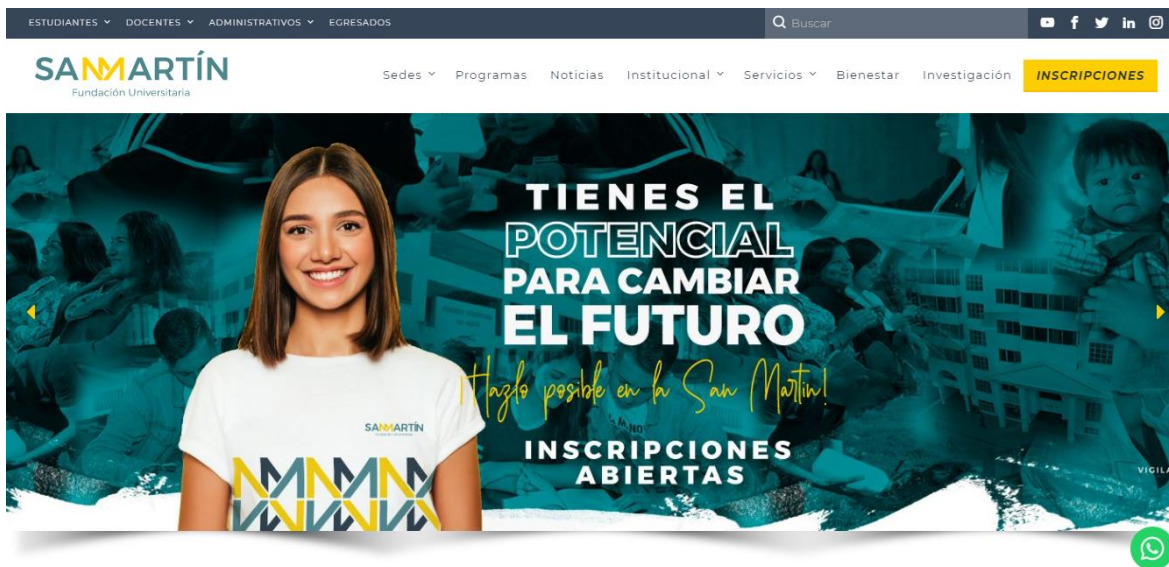 ESTUDIANTES DOCENTES ADMINISTRATIVOS EGRESADOS Buscar
SANMARTÍN
Fundación Universitaria
Sedes Programas Noticias Institucional Servicios Bienestar Investigación INSCRIPCIONES
TIENES EL
POTENCIAL
PARA CAMBIAR
EL FUTURO
¡Hazlo posible en la San Martín!
SANMARTÍN
INSCRIPCIONES
ABIERTAS
VIGILA